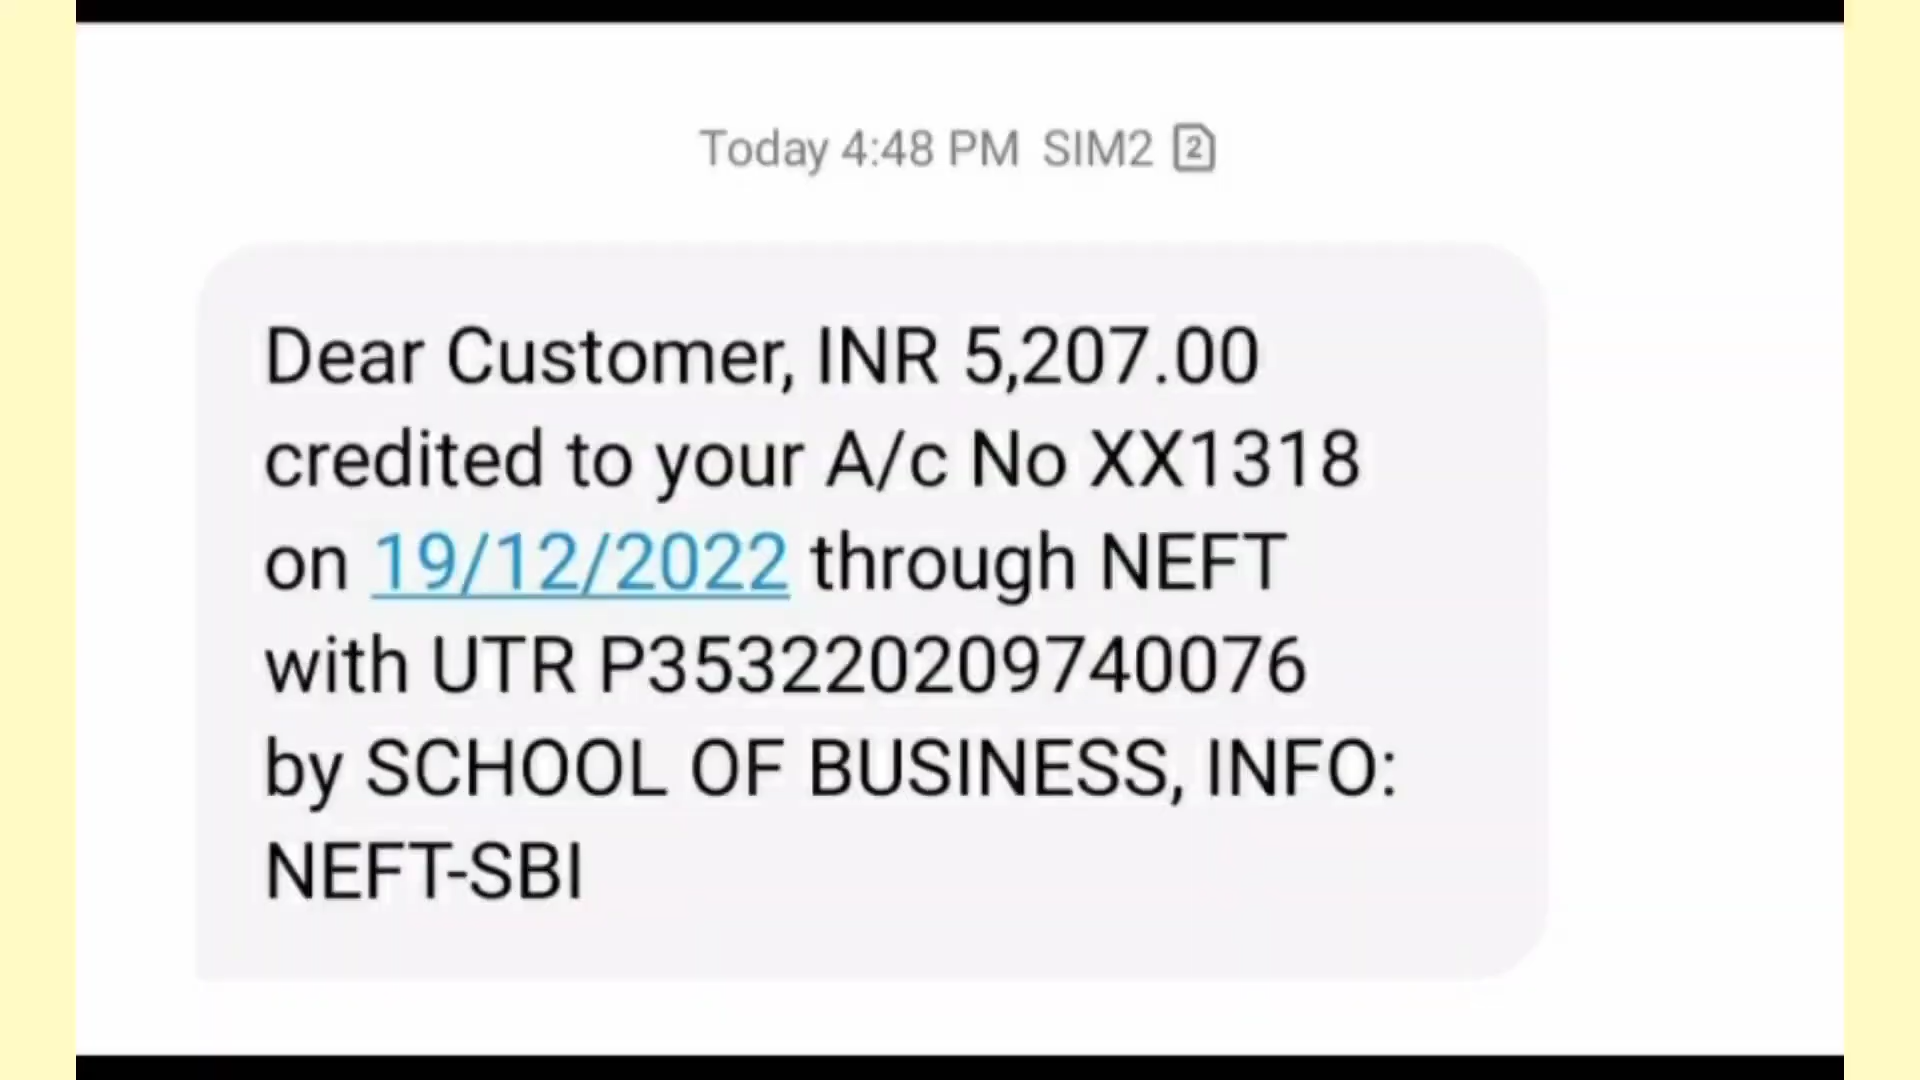 Today 4:48 PM SIM2 2
Dear Customer, INR 5,207.00
credited to your A/c No XX1318
on 19/12/2022 through NEFT
with UTR P353220209740076
by SCHOOL OF BUSINESS, INFO:
NEFT-SBI